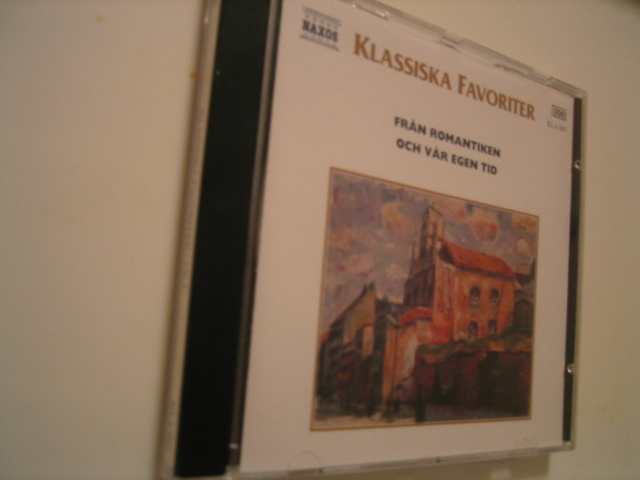 NAXOS
KLASSISKA FAVORITER
FRÅN ROMANTIKEN
OCH VÅR EGEN TID